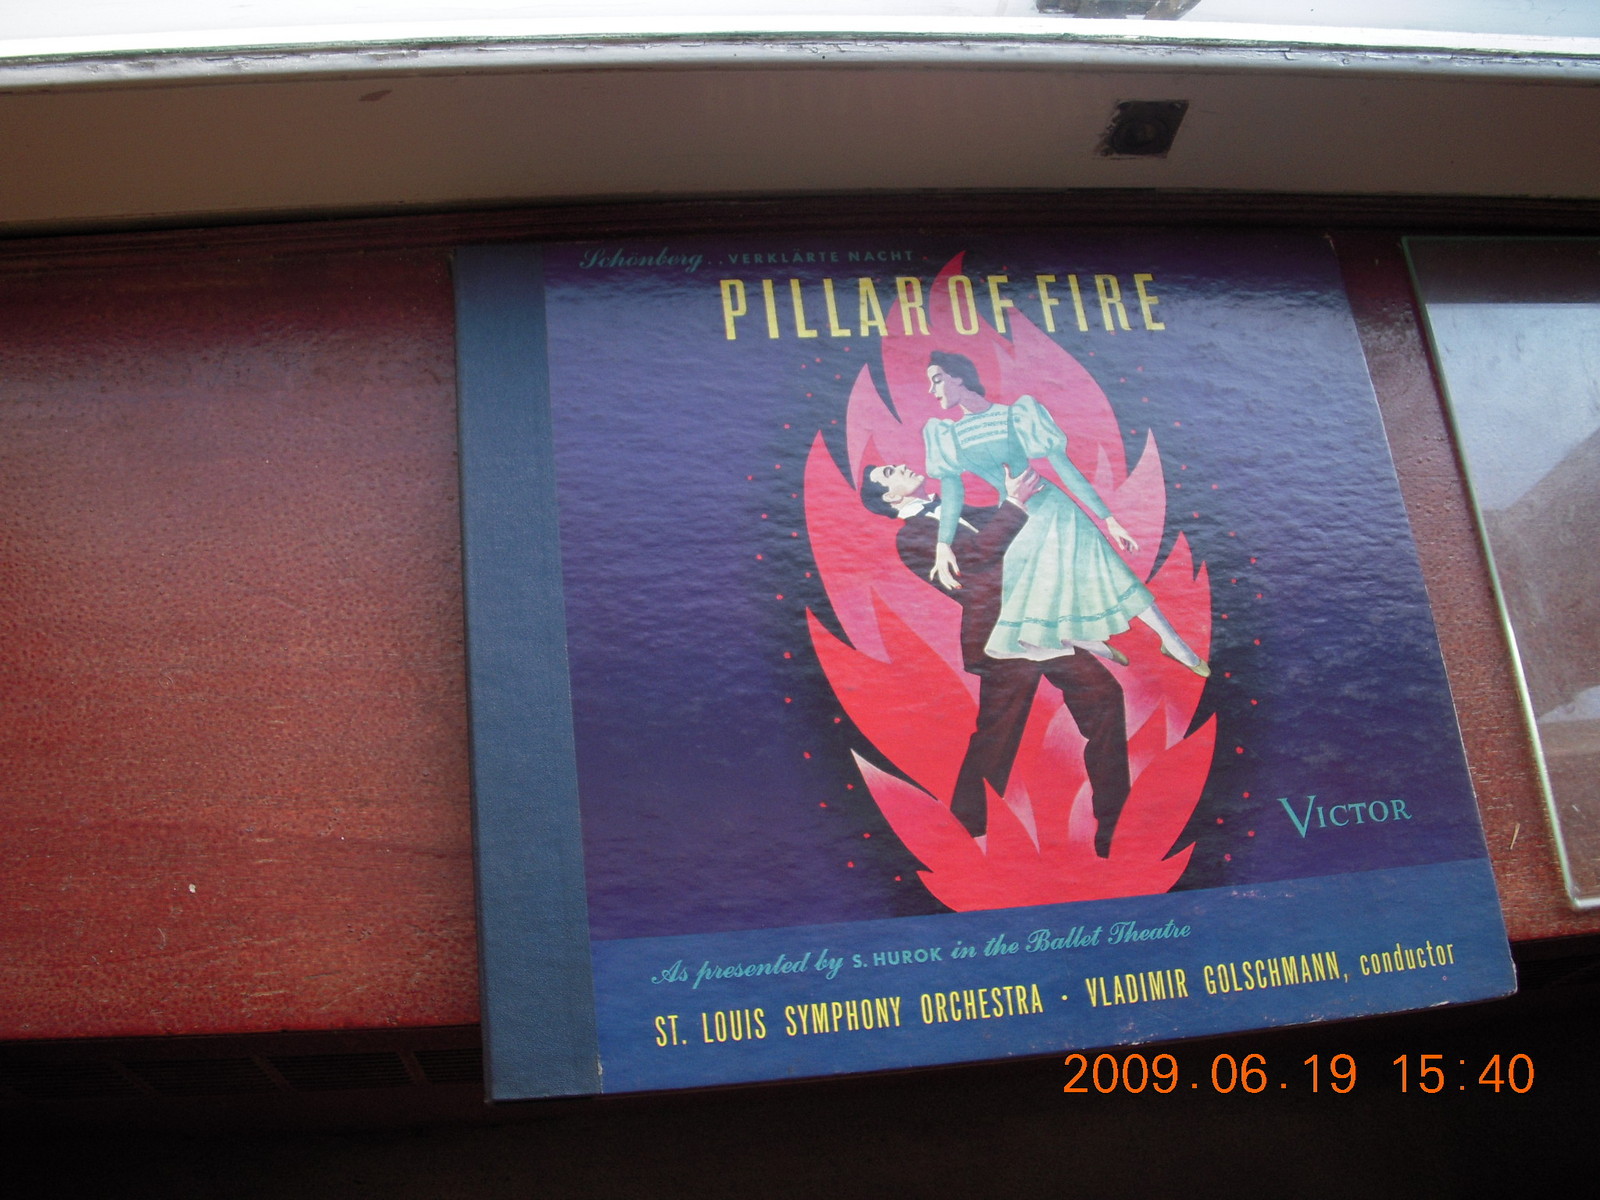 Schönberg..VERKLÄRTE NACHT
PILLAR OF FIRE
VICTOR
As presented by S. HUROK in the Ballet Theatre
ST. LOUIS SYMPHONY ORCHESTRA · VLADIMIR GOLSCHMANN, conductor
2009.06.19 15:40